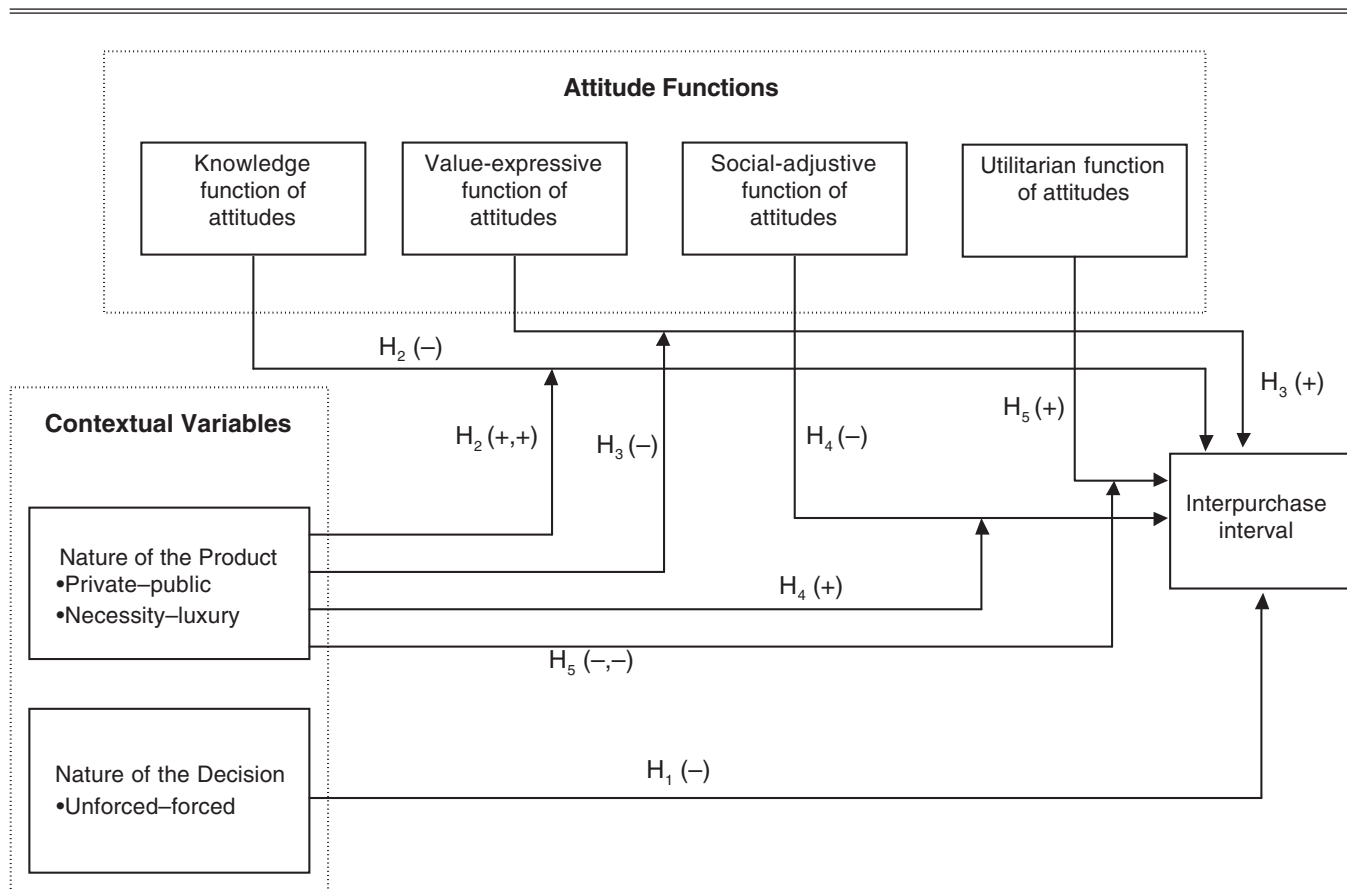 Attitude Functions
Knowledge
function of
attitudes
Value-expressive
function of
attitudes
Social-adjustive
function of
attitudes
Utilitarian function
of attitudes
H₂ (–)
H₃ (+)
Contextual Variables
H₂ (+,+)
H₃ (–)
H₄ (–)
H₅ (+)
Interpurchase
interval
Nature of the Product
•Private–public
•Necessity–luxury
H₄ (+)
H₅ (–,–)
Nature of the Decision
•Unforced–forced
H₁ (–)